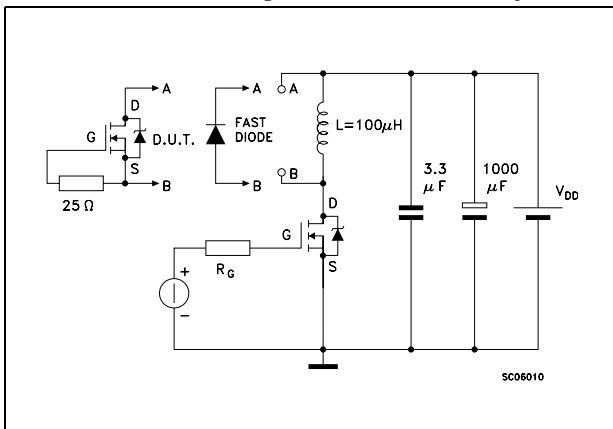 A
A
A
D
G
D.U.T.
FAST
DIODE
L=100μH
S
B
B
B
25 Ω
D
G
S
3.3
μF
1000
μF
VDD
RG
+
-
SC06010